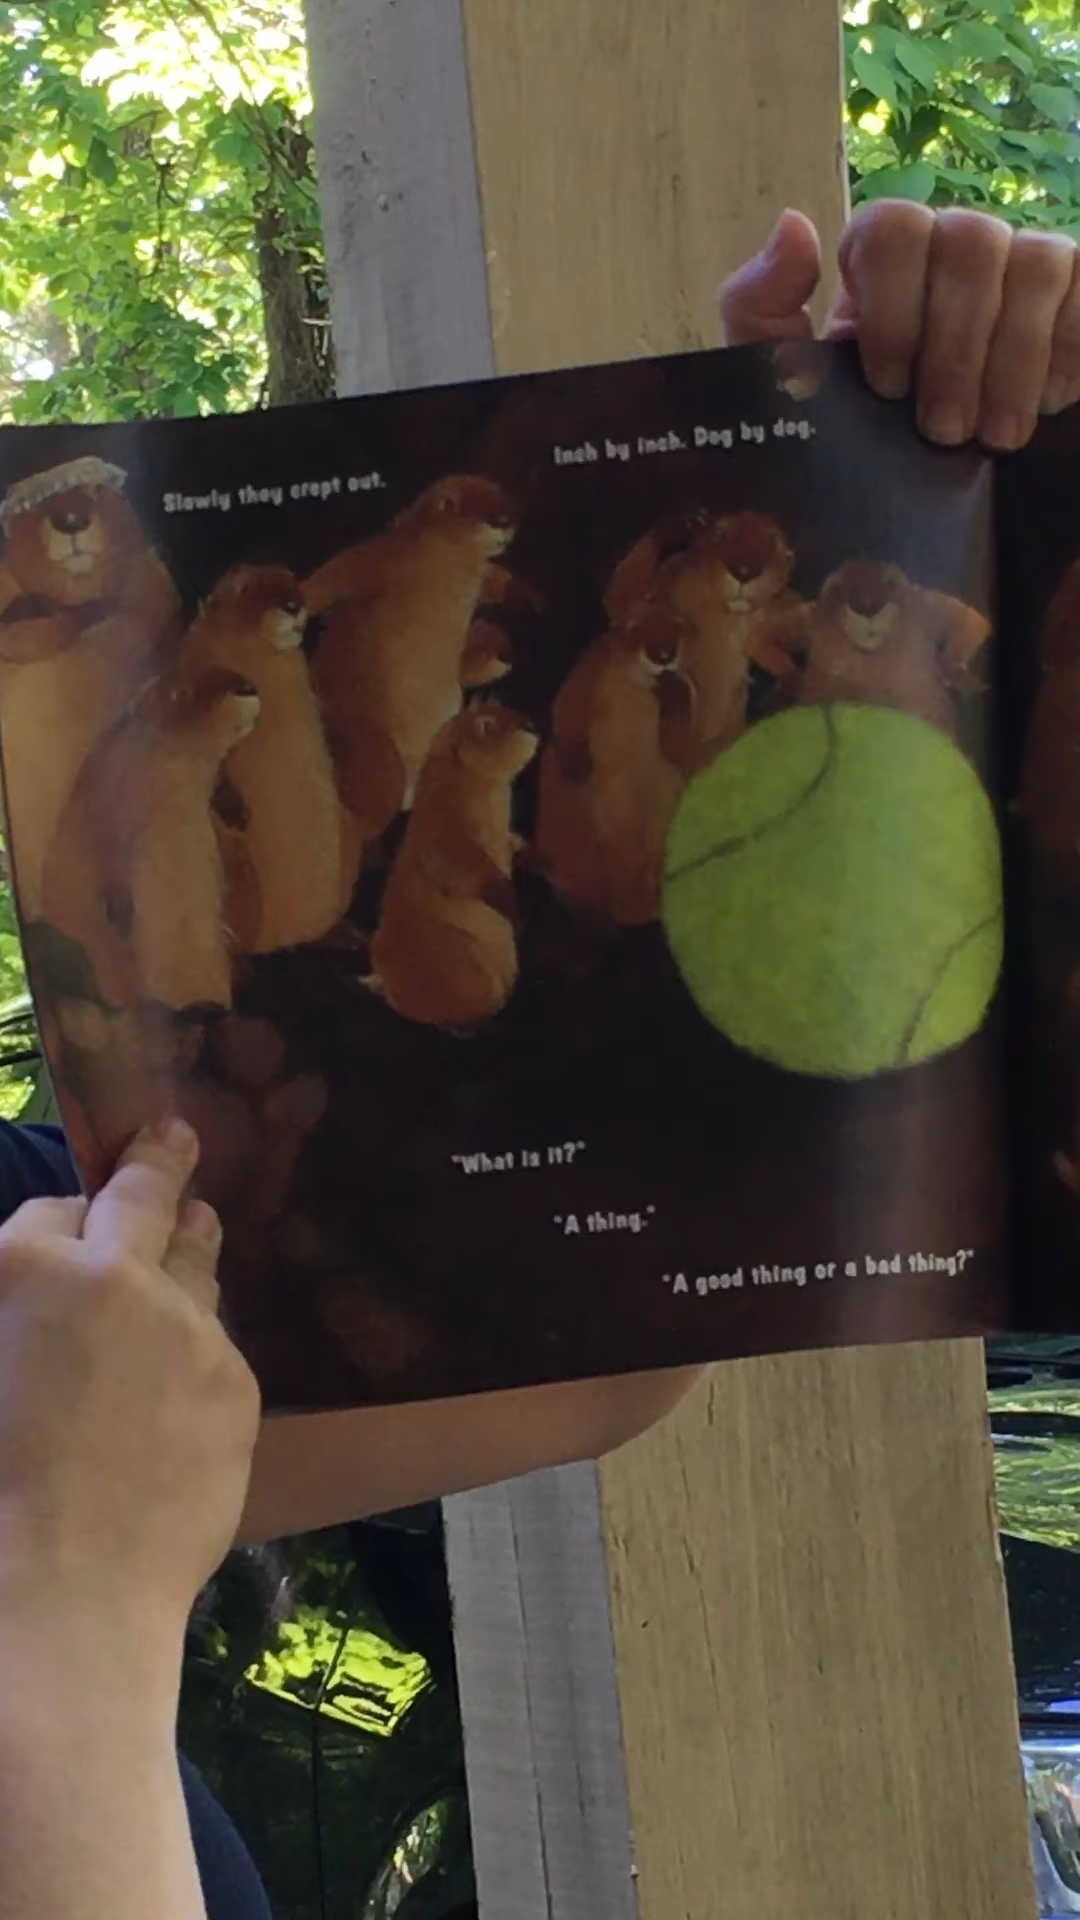 Slowly they crept out.
Inch by inch. Dog by dog.
"What is it?"
"A thing."
"A good thing or a bad thing?"